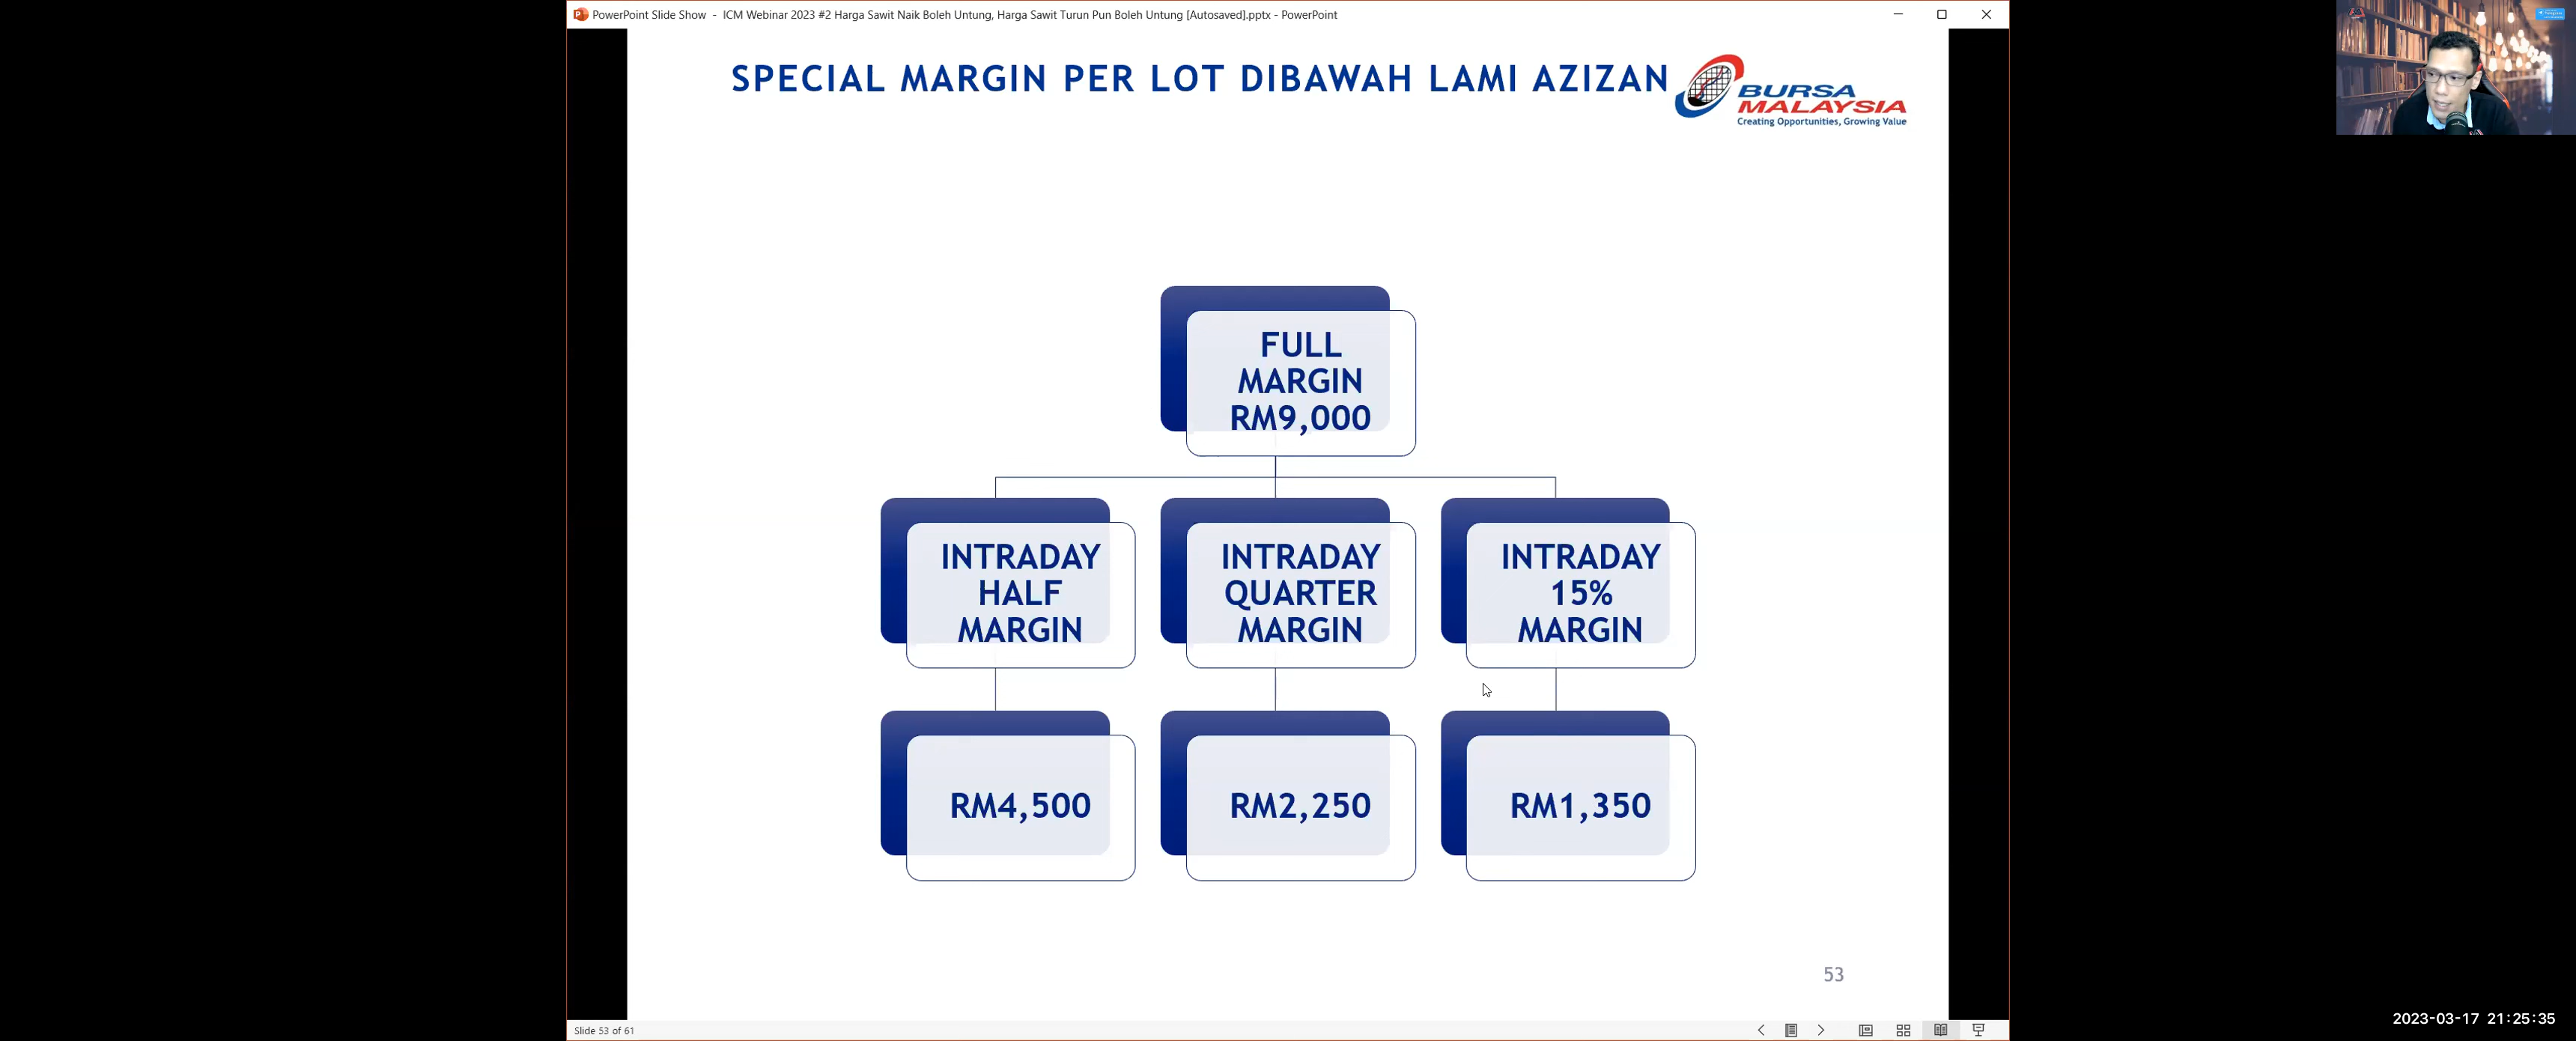 PowerPoint Slide Show - ICM Webinar 2023 #2 Harga Sawit Naik Boleh Untung, Harga Sawit Turun Pun Boleh Untung [Autosaved].pptx - PowerPoint
SPECIAL MARGIN PER LOT DIBAWAH LAMI AZIZAN
BURSA
MALAYSIA
Creating Opportunities, Growing Value
FULL
MARGIN
RM9,000
INTRADAY
HALF
MARGIN
INTRADAY
QUARTER
MARGIN
INTRADAY
15%
MARGIN
RM4,500
RM2,250
RM1,350
53
Slide 53 of 61
2023-03-17 21:25:35